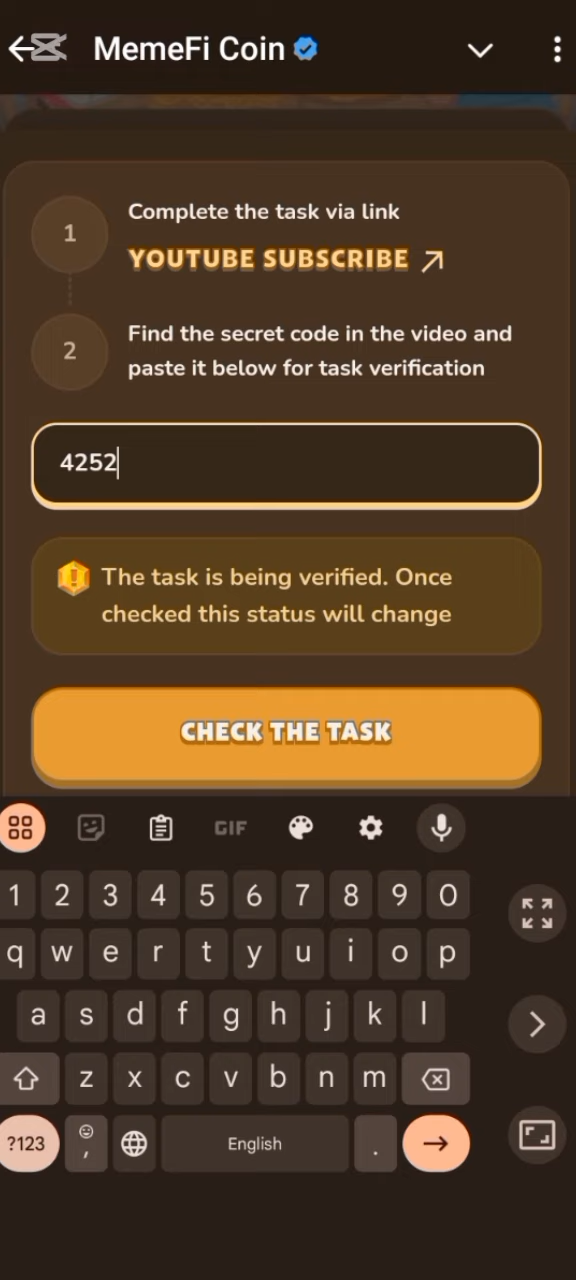 MemeFi Coin
1
Complete the task via link
YOUTUBE SUBSCRIBE
2
Find the secret code in the video and
paste it below for task verification
4252
The task is being verified. Once
checked this status will change
CHECK THE TASK
GIF
1 2 3 4 5 6 7 8 9 0
q w e r t y u i o p
a s d f g h j k l
z x c v b n m
?123 , English .